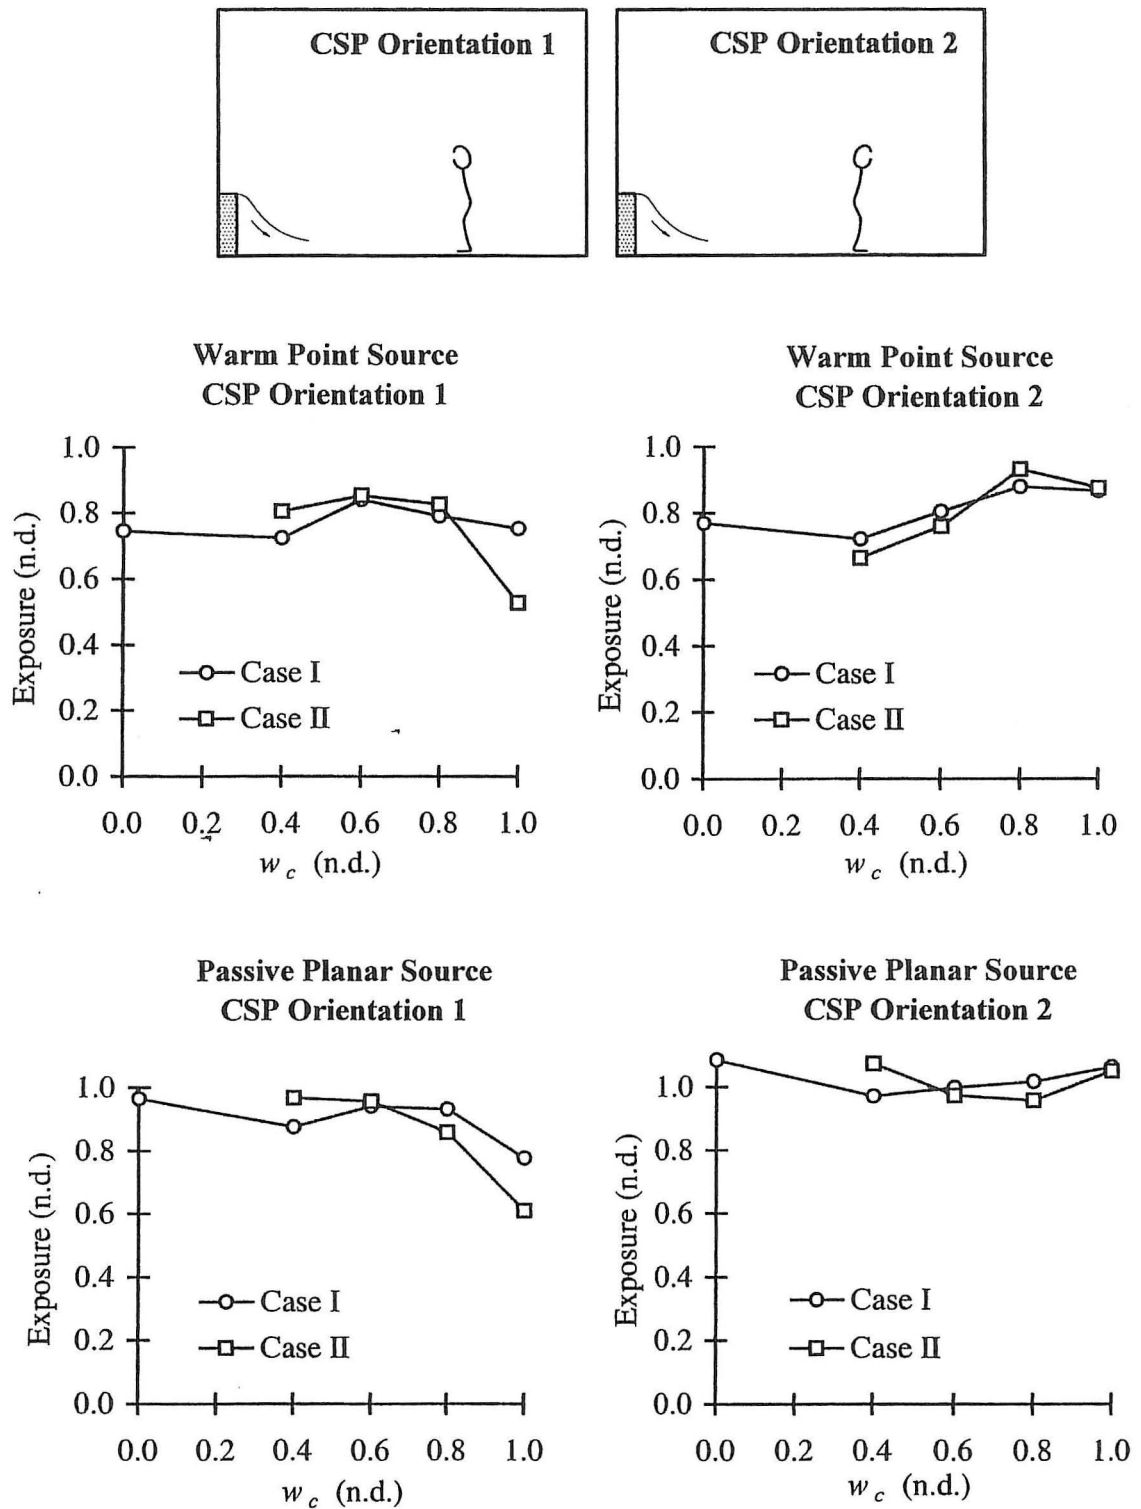 CSP Orientation 1
CSP Orientation 2
Warm Point Source
CSP Orientation 1
1.0
0.8
0.6
0.4
0.2
0.0
Exposure (n.d.)
Case I
Case II
0.0 0.2 0.4 0.6 0.8 1.0
w c (n.d.)
Warm Point Source
CSP Orientation 2
1.0
0.8
0.6
0.4
0.2
0.0
Exposure (n.d.)
Case I
Case II
0.0 0.2 0.4 0.6 0.8 1.0
w c (n.d.)
Passive Planar Source
CSP Orientation 1
1.0
0.8
0.6
0.4
0.2
0.0
Exposure (n.d.)
Case I
Case II
0.0 0.2 0.4 0.6 0.8 1.0
w c (n.d.)
Passive Planar Source
CSP Orientation 2
1.0
0.8
0.6
0.4
0.2
0.0
Exposure (n.d.)
Case I
Case II
0.0 0.2 0.4 0.6 0.8 1.0
w c (n.d.)